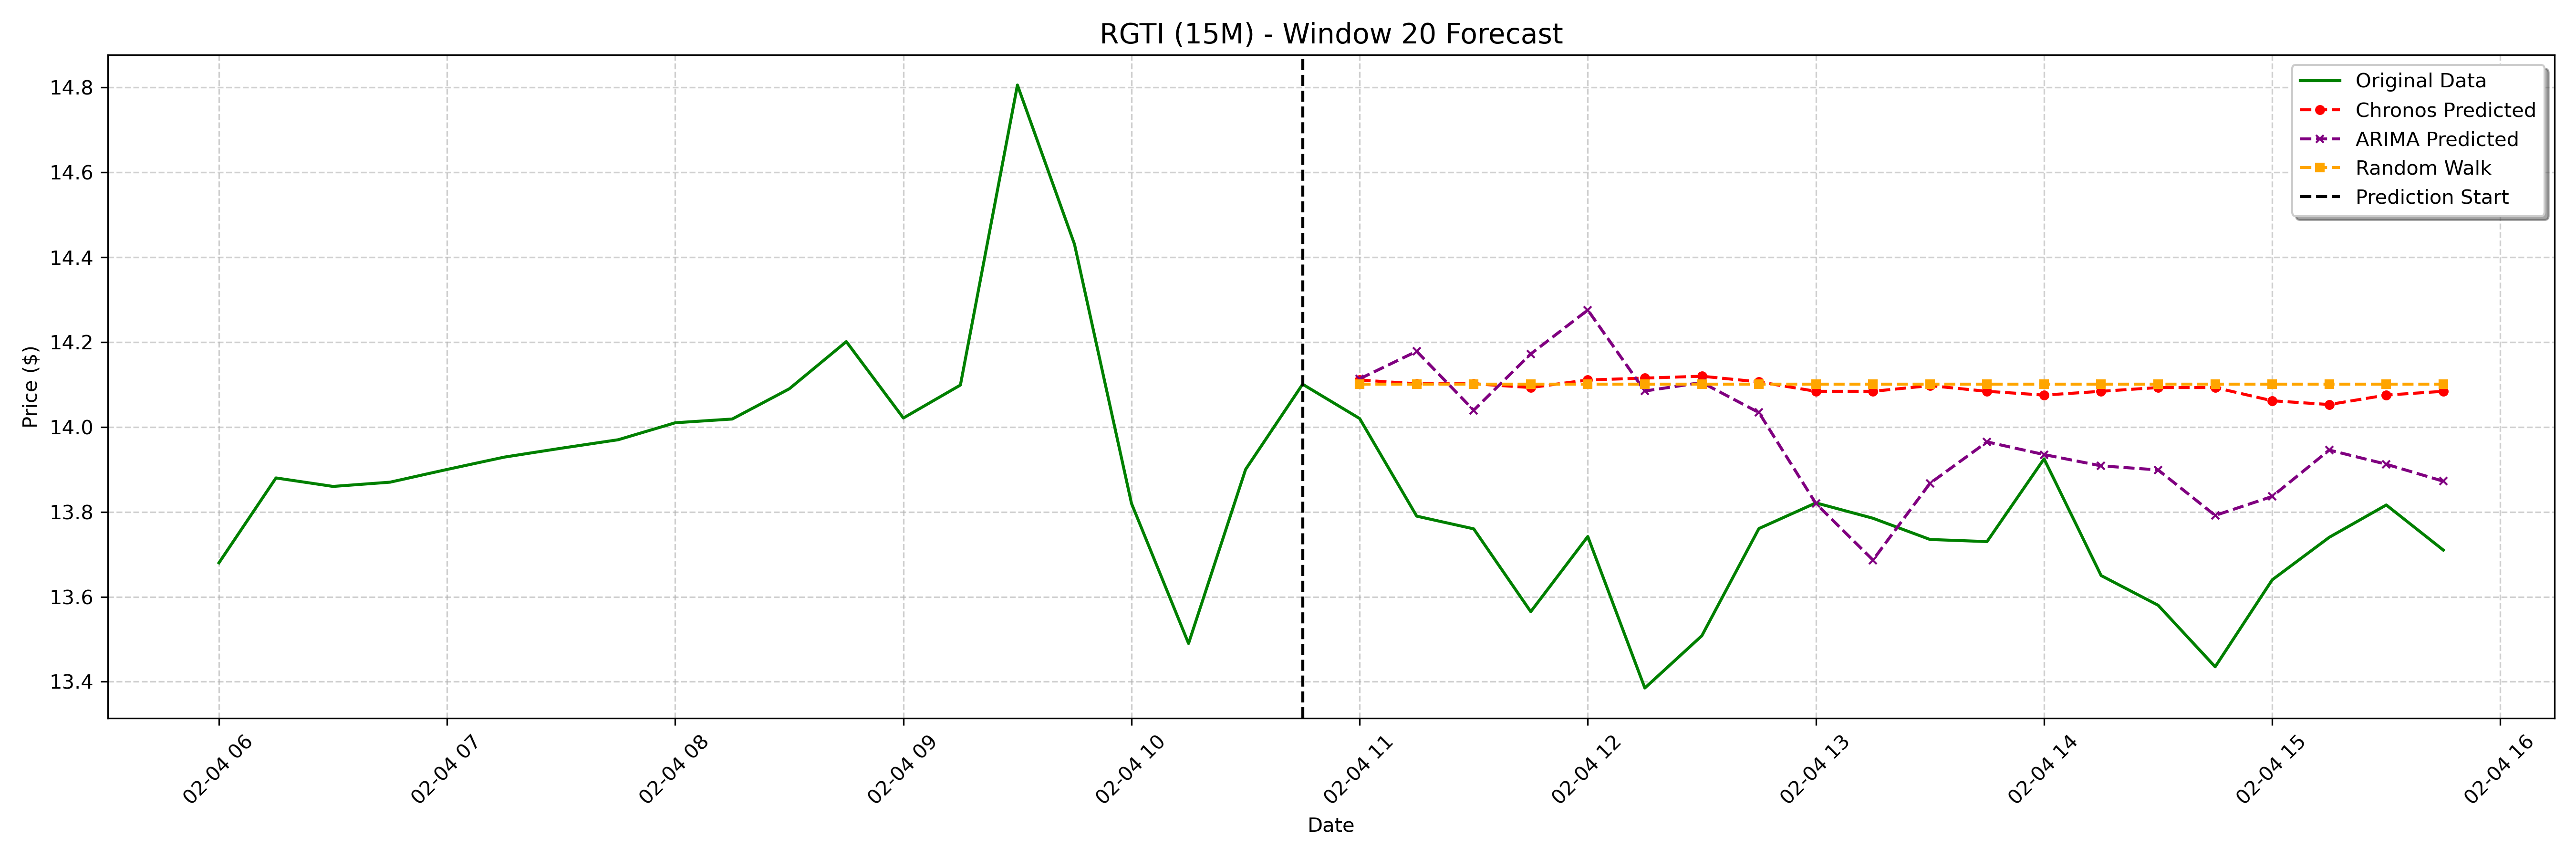 RGTI (15M) - Window 20 Forecast
Price ($)
14.8
14.6
14.4
14.2
14.0
13.8
13.6
13.4
Original Data
Chronos Predicted
ARIMA Predicted
Random Walk
Prediction Start
02-04 06
02-04 07
02-04 08
02-04 09
02-04 10
02-04 11
02-04 12
02-04 13
02-04 14
02-04 15
02-04 16
Date